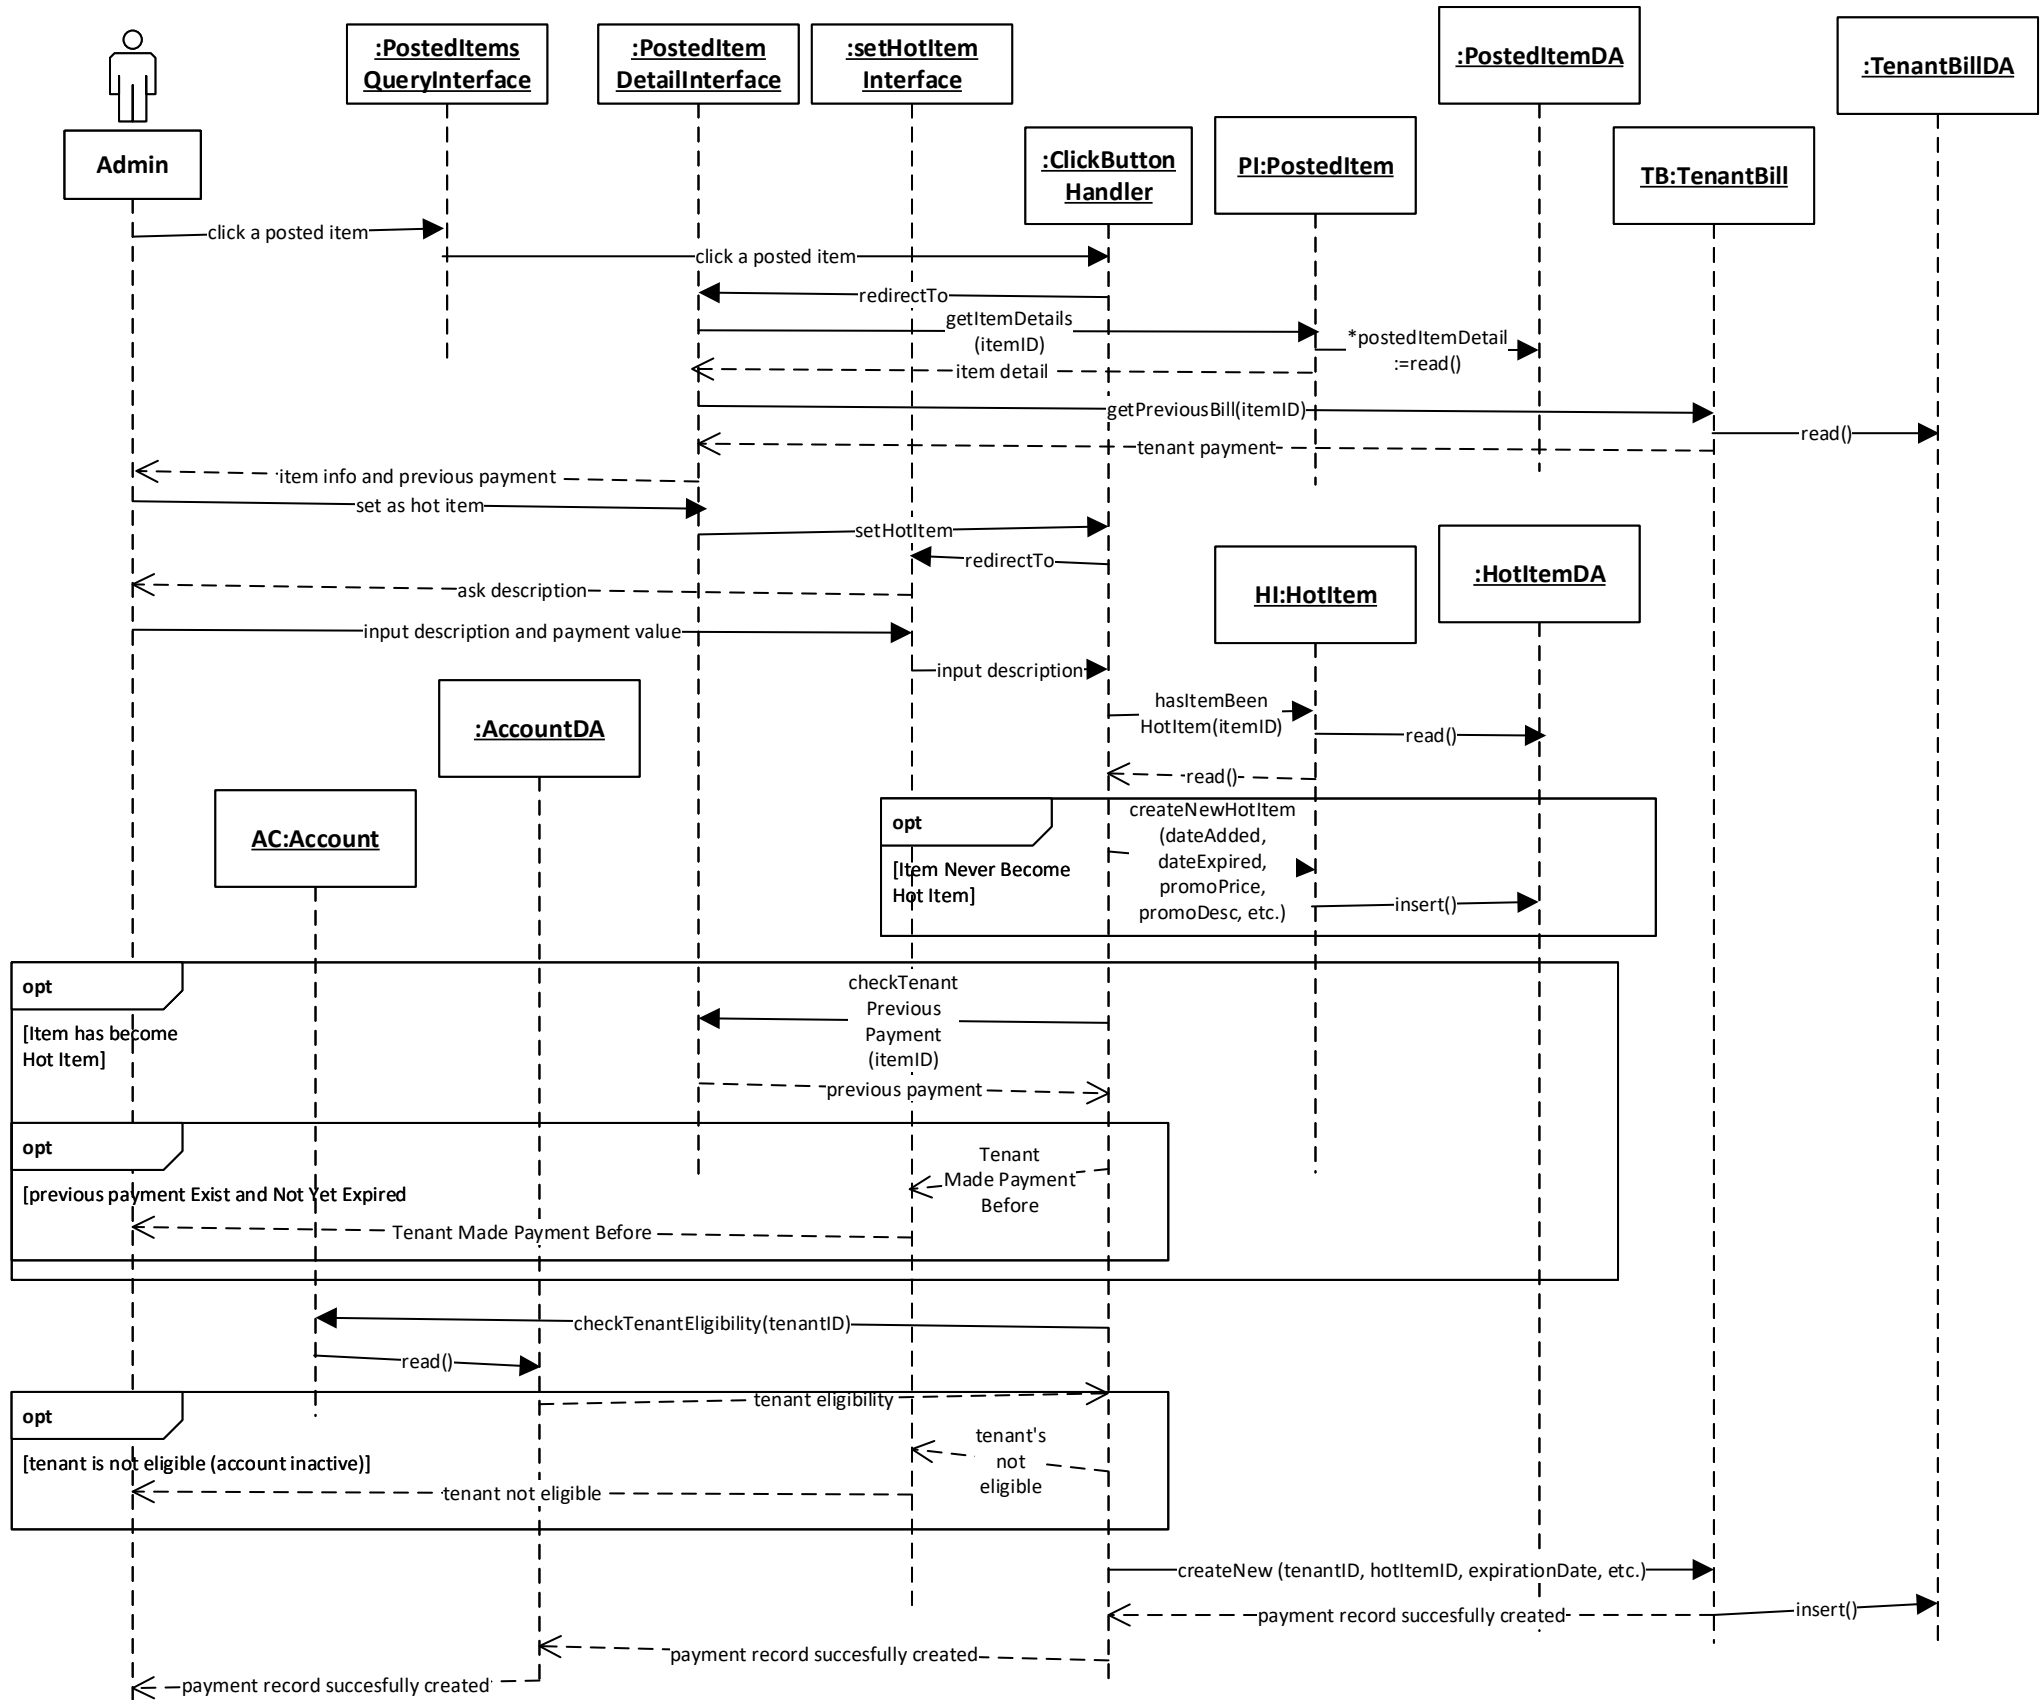 :PostedItems
QueryInterface
:PostedItem
DetailInterface
:setHotItem
Interface
:PostedItemDA
:TenantBillDA
Admin
:ClickButton
Handler
PI:PostedItem
TB:TenantBill
click a posted item
click a posted item
redirectTo
getItemDetails
(itemID)
*postedItemDetail
:=read()
item detail
getPreviousBill(itemID)
read()
tenant payment
item info and previous payment
set as hot item
setHotItem
redirectTo
ask description
HI:HotItem
:HotItemDA
input description and payment value
input description
hasItemBeen
HotItem(itemID)
read()
:AccountDA
read()
AC:Account
opt
[Item Never Become
Hot Item]
createNewHotItem
(dateAdded,
dateExpired,
promoPrice,
promoDesc, etc.)
insert()
opt
[Item has become
Hot Item]
checkTenant
Previous
Payment
(itemID)
previous payment
opt
[previous payment Exist and Not Yet Expired
Tenant
Made Payment
Before
Tenant Made Payment Before
checkTenantEligibility(tenantID)
read()
tenant eligibility
opt
[tenant is not eligible (account inactive)]
tenant's
not
eligible
tenant not eligible
createNew (tenantID, hotItemID, expirationDate, etc.)
payment record succesfully created
insert()
payment record succesfully created
payment record succesfully created